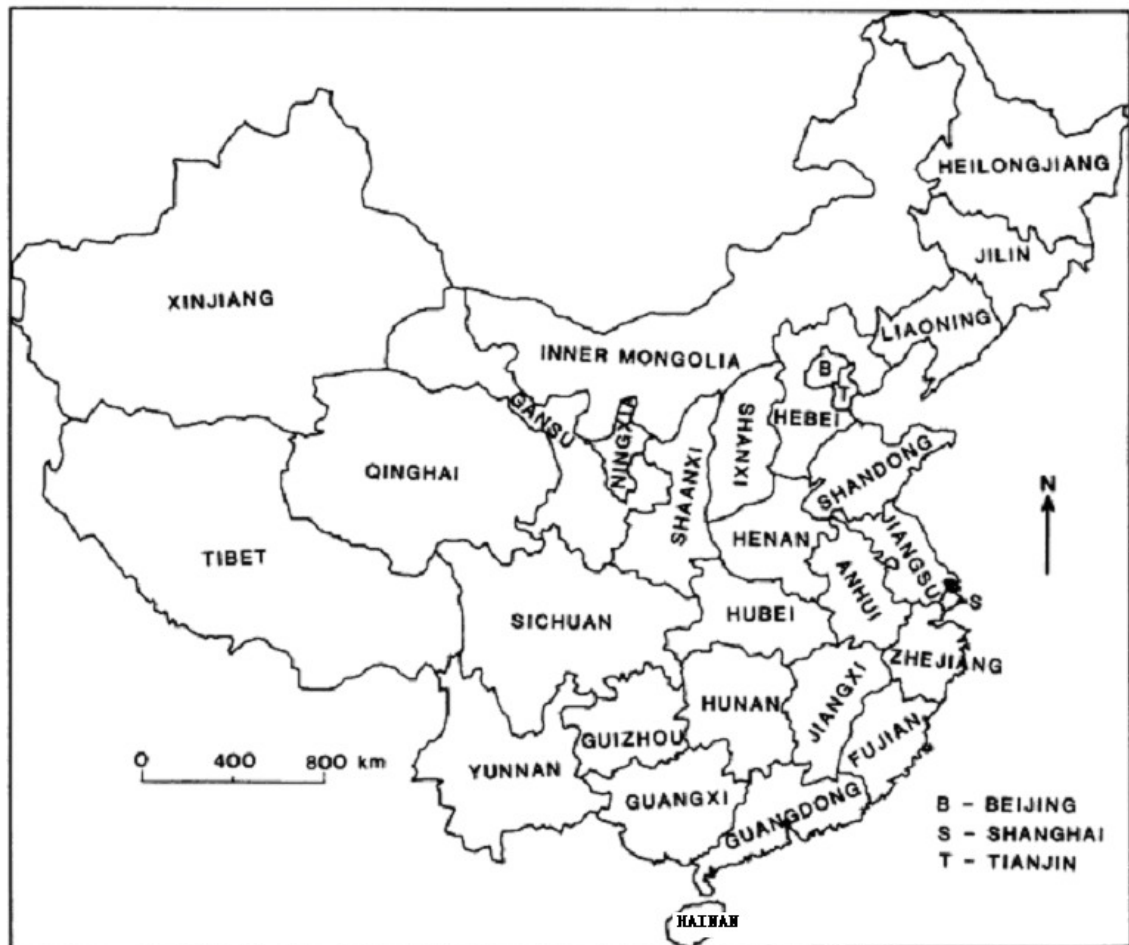 HEILONGJIANG
JILIN
XINJIANG
LIAONING
INNER MONGOLIA
B
T
GANSU
NINGXIA
SHANXI
HEBEI
QINGHAI
SHAANXI
SHANDONG
N
TIBET
HENAN
JIANGSU
ANHUI
S
SICHUAN
HUBEI
ZHEJIANG
HUNAN
JIANGXI
FUJIAN
GUIZHOU
0 400 800 km
YUNNAN
GUANGXI
GUANGDONG
B - BEIJING
S - SHANGHAI
T - TIANJIN
HAINAN